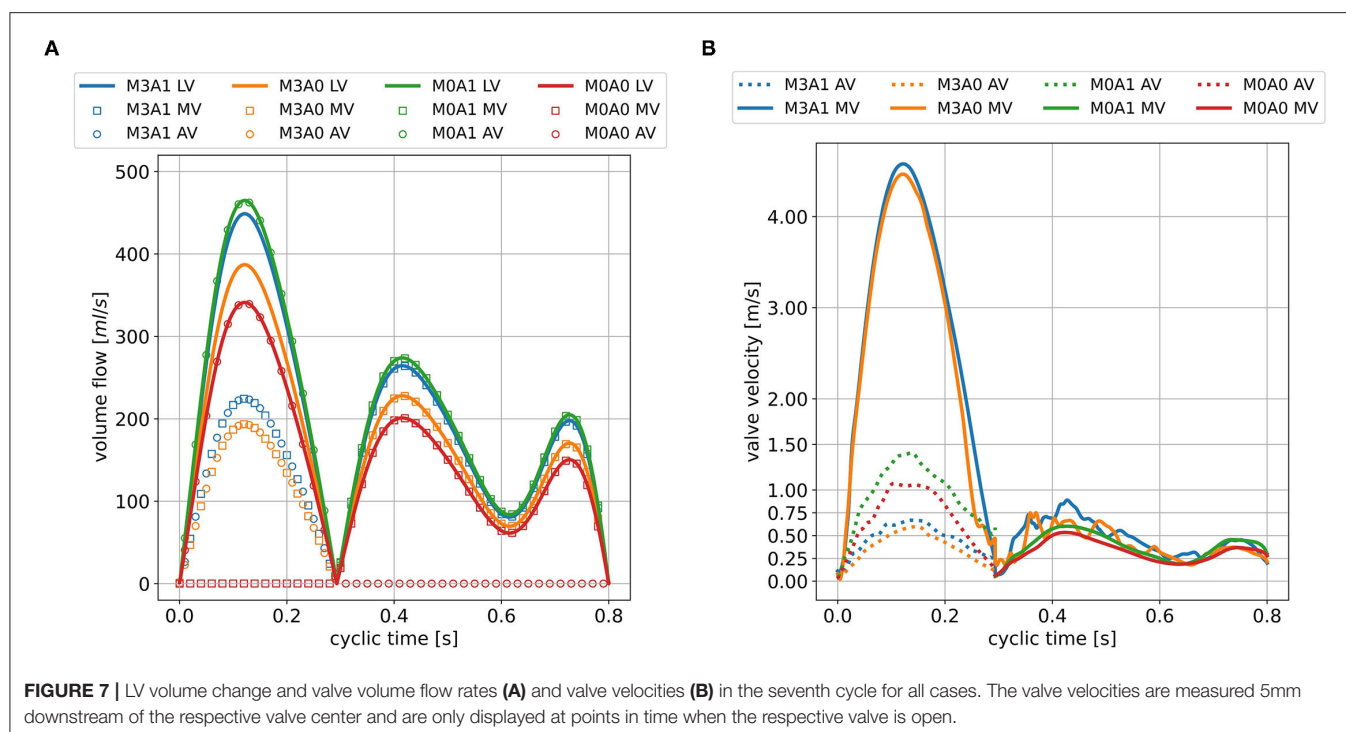 A
B
M3A1 LV M3A0 LV M0A1 LV M0A0 LV
M3A1 MV M3A0 MV M0A1 MV M0A0 MV
M3A1 AV M3A0 AV M0A1 AV M0A0 AV
M3A1 AV M3A0 AV M0A1 AV M0A0 AV
M3A1 MV M3A0 MV M0A1 MV M0A0 MV
volume flow [ml/s]
500
400
300
200
100
0
0.0 0.2 0.4 0.6 0.8
cyclic time [s]
valve velocity [m/s]
4.00
3.00
2.00
1.50
1.00
0.75
0.50
0.25
0.00
0.0 0.2 0.4 0.6 0.8
cyclic time [s]
FIGURE 7 | LV volume change and valve volume flow rates (A) and valve velocities (B) in the seventh cycle for all cases. The valve velocities are measured 5mm
downstream of the respective valve center and are only displayed at points in time when the respective valve is open.